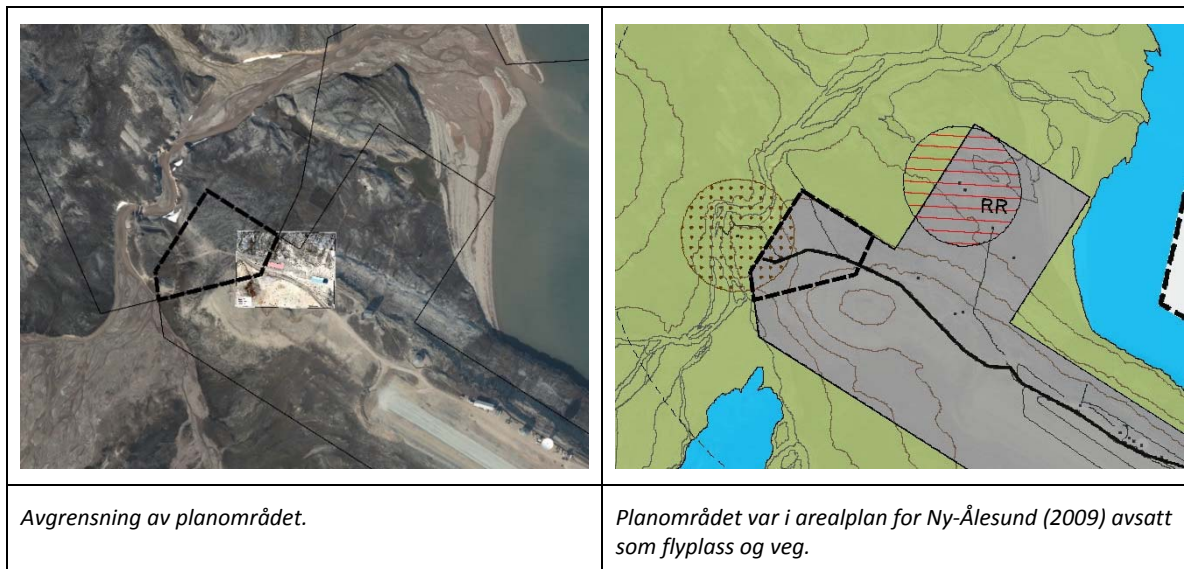 RR
Avgrensning av planområdet.
Planområdet var i arealplan for Ny-Ålesund (2009) avsatt
som flyplass og veg.